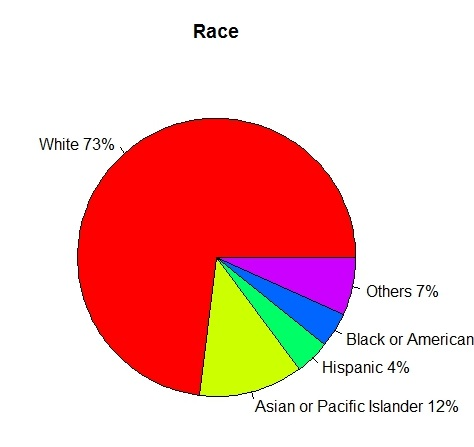 Race
White 73%
Others 7%
Black or American
Hispanic 4%
Asian or Pacific Islander 12%